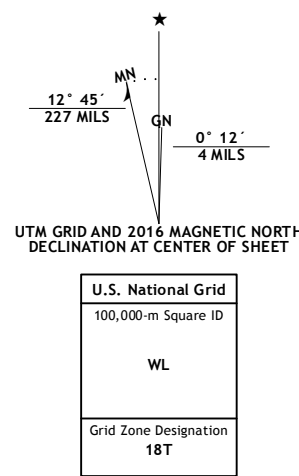 ★
MN
GN
12° 45´
227 MILS
0° 12´
4 MILS
UTM GRID AND 2016 MAGNETIC NORTH
DECLINATION AT CENTER OF SHEET
U.S. National Grid
100,000-m Square ID
WL
Grid Zone Designation
18T